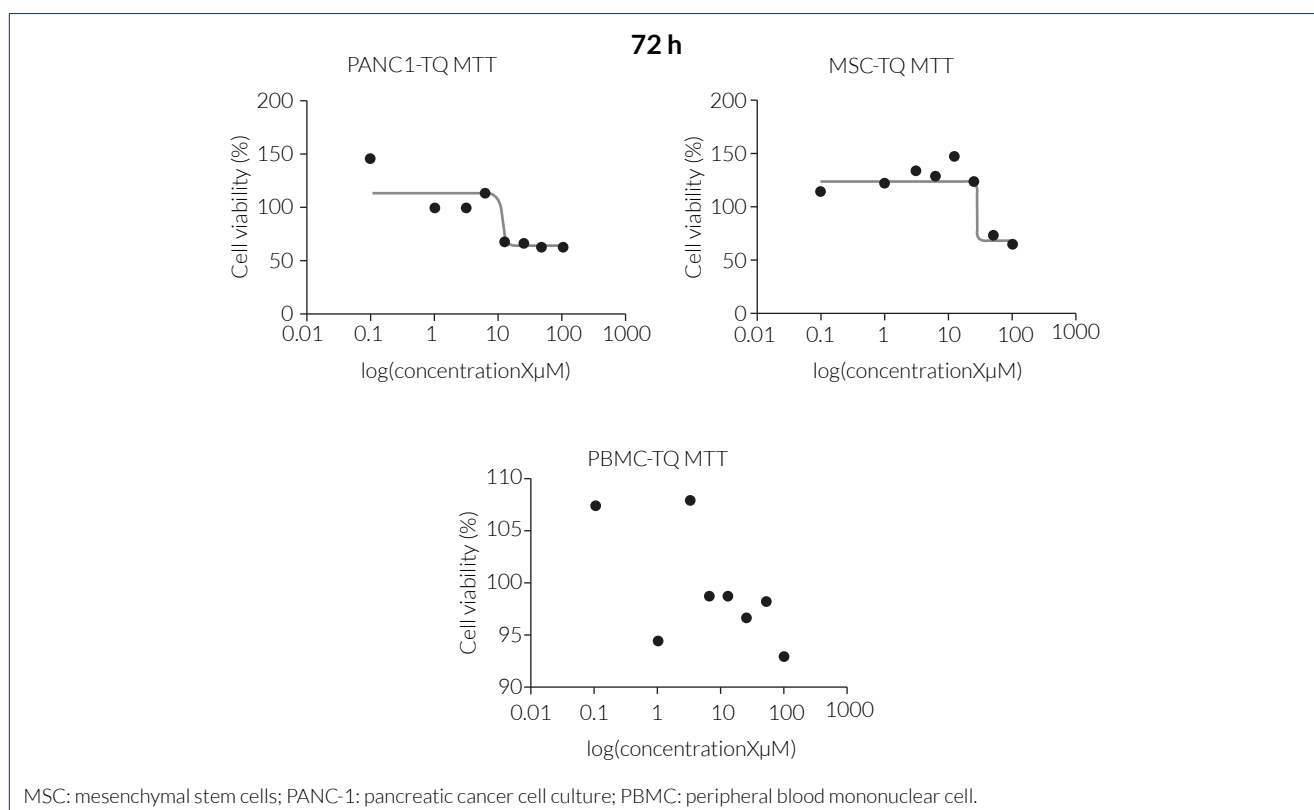 72 h
PANC1-TQ MTT
Cell viability (%)
200
150
100
50
0
0.01 0.1 1 10 100 1000
log(concentrationXµM)
MSC-TQ MTT
Cell viability (%)
200
150
100
50
0
0.01 0.1 1 10 100 1000
log(concentrationXµM)
PBMC-TQ MTT
Cell viability (%)
110
105
100
95
90
0.01 0.1 1 10 100 1000
log(concentrationXµM)
MSC: mesenchymal stem cells; PANC-1: pancreatic cancer cell culture; PBMC: peripheral blood mononuclear cell.